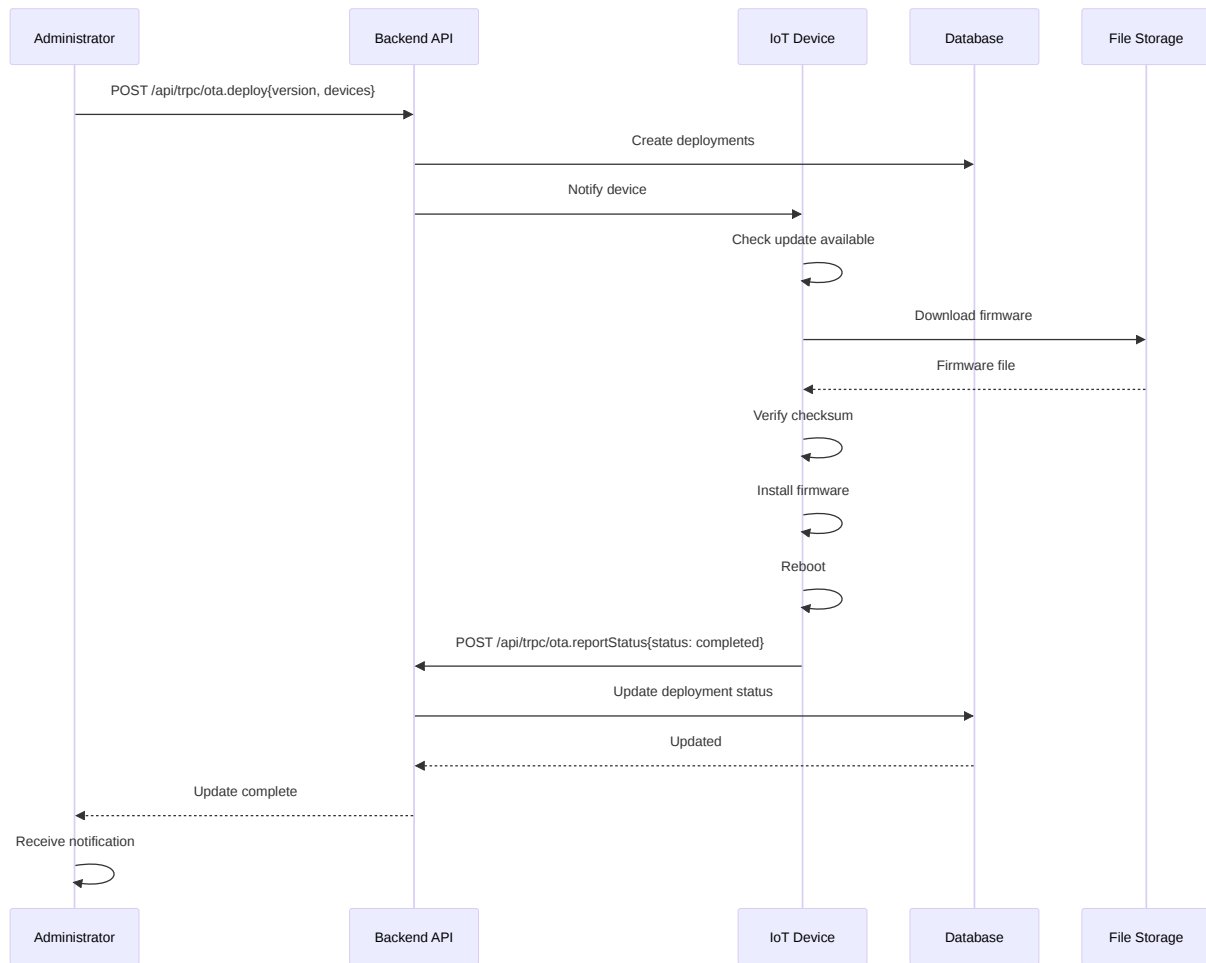 Administrator
Backend API
IoT Device
Database
File Storage
POST /api/trpc/ota.deploy{version, devices}
Create deployments
Notify device
Check update available
Download firmware
Firmware file
Verify checksum
Install firmware
Reboot
POST /api/trpc/ota.reportStatus{status: completed}
Update deployment status
Updated
Update complete
Receive notification
Administrator
Backend API
IoT Device
Database
File Storage